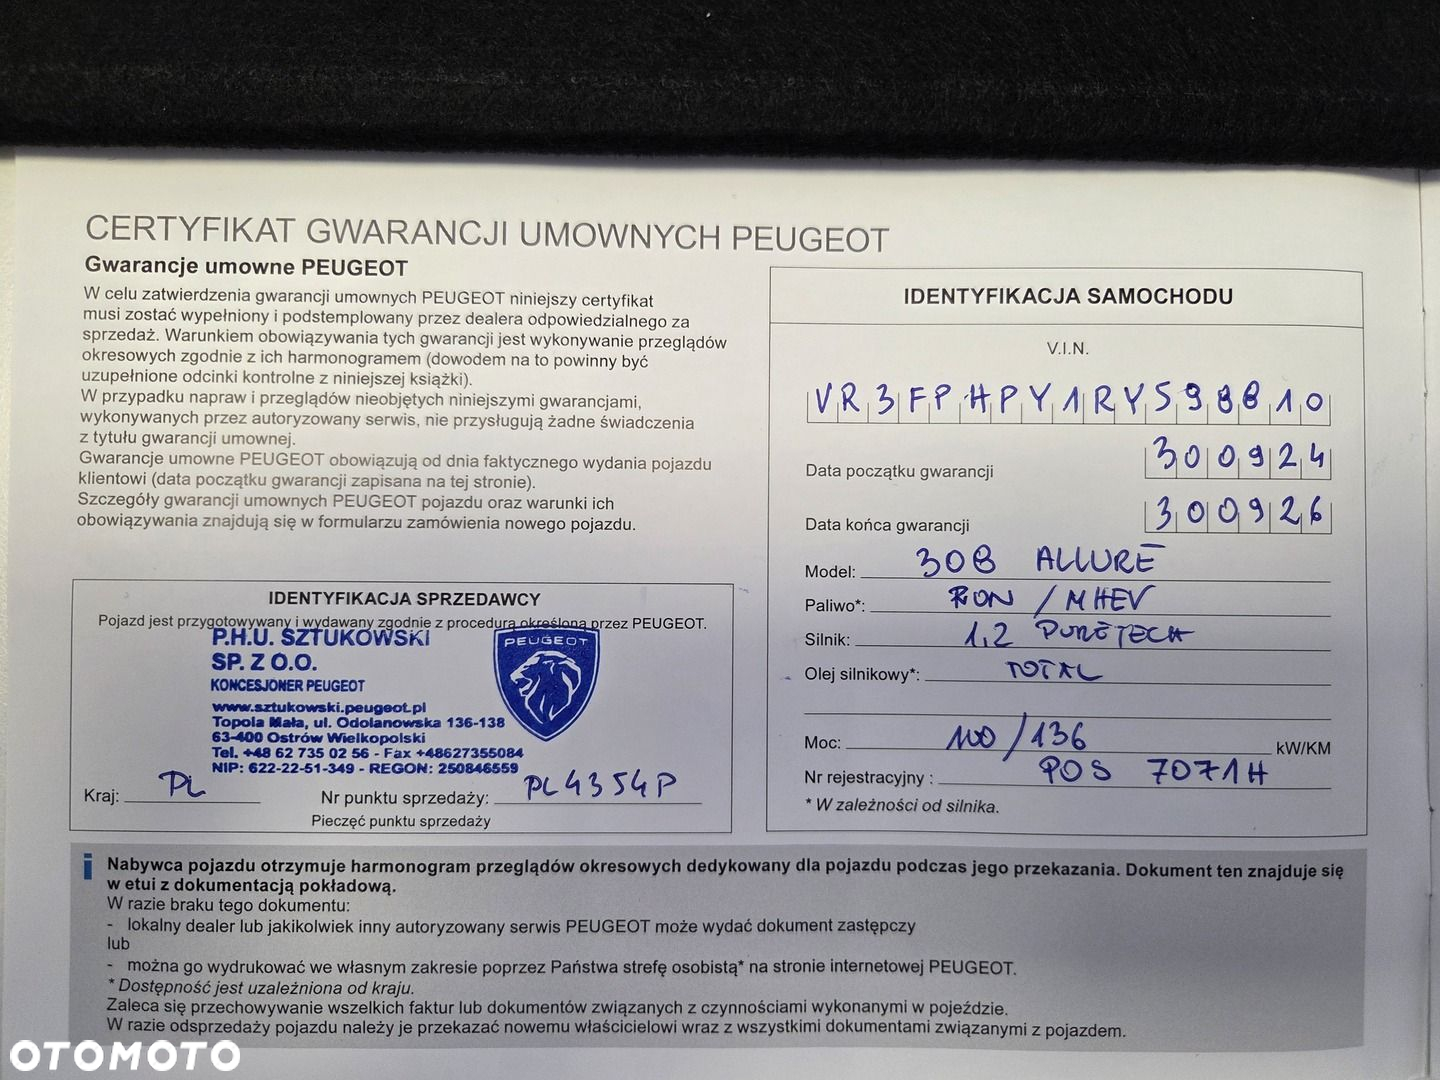 CERTYFIKAT GWARANCJI UMOWNYCH PEUGEOT
Gwarancje umowne PEUGEOT
W celu zatwierdzenia gwarancji umownych PEUGEOT niniejszy certyfikat
musi zostać wypełniony i podstemplowany przez dealera odpowiedzialnego za
sprzedaż. Warunkiem obowiązywania tych gwarancji jest wykonywanie przeglądów
okresowych zgodnie z ich harmonogramem (dowodem na to powinny być
uzupełnione odcinki kontrolne z niniejszej książki).
W przypadku napraw i przeglądów nieobjętych niniejszymi gwarancjami,
wykonywanych przez autoryzowany serwis, nie przysługują żadne świadczenia
z tytułu gwarancji umownej.
Gwarancje umowne PEUGEOT obowiązują od dnia faktycznego wydania pojazdu
klientowi (data początku gwarancji zapisana na tej stronie).
Szczegóły gwarancji umownych PEUGEOT pojazdu oraz warunki ich
obowiązywania znajdują się w formularzu zamówienia nowego pojazdu.
IDENTYFIKACJA SPRZEDAWCY
Pojazd jest przygotowywany i wydawany zgodnie z procedurą określoną przez PEUGEOT.
P.H.U. SZTUKOWSKI
SP. Z O.O.
KONCESJONER PEUGEOT
www.sztukowski.peugeot.pl
Topola Mała, ul. Odolanowska 136-138
63-400 Ostrów Wielkopolski
Tel. +48 62 735 02 56 - Fax +48627355084
NIP: 622-22-51-349 - REGON: 250846559
PEUGEOT
Kraj: PL Nr punktu sprzedaży: PL4354P
Pieczęć punktu sprzedaży
IDENTYFIKACJA SAMOCHODU
V.I.N.
VR3FPHPY1RY598810
Data początku gwarancji 300924
Data końca gwarancji 300926
Model: 308 ALLURE
Paliwo*: RON / MHEV
Silnik: 1,2 PURETECH
Olej silnikowy*: TOTAL
Moc: 100/136 kW/KM
Nr rejestracyjny : POS 7071H
* W zależności od silnika.
i Nabywca pojazdu otrzymuje harmonogram przeglądów okresowych dedykowany dla pojazdu podczas jego przekazania. Dokument ten znajduje się
w etui z dokumentacją pokładową.
W razie braku tego dokumentu:
- lokalny dealer lub jakikolwiek inny autoryzowany serwis PEUGEOT może wydać dokument zastępczy
lub
- można go wydrukować we własnym zakresie poprzez Państwa strefę osobistą* na stronie internetowej PEUGEOT.
* Dostępność jest uzależniona od kraju.
Zaleca się przechowywanie wszelkich faktur lub dokumentów związanych z czynnościami wykonanymi w pojeździe.
W razie odsprzedaży pojazdu należy je przekazać nowemu właścicielowi wraz z wszystkimi dokumentami związanymi z pojazdem.
OTOMOTO